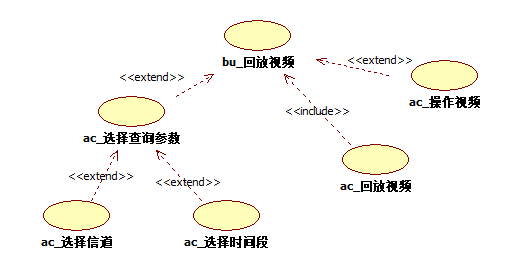 bu_回放视频
<<extend>>
<<extend>>
ac_操作视频
<<include>>
ac_选择查询参数
<<extend>>
<<extend>>
ac_回放视频
ac_选择信道
ac_选择时间段